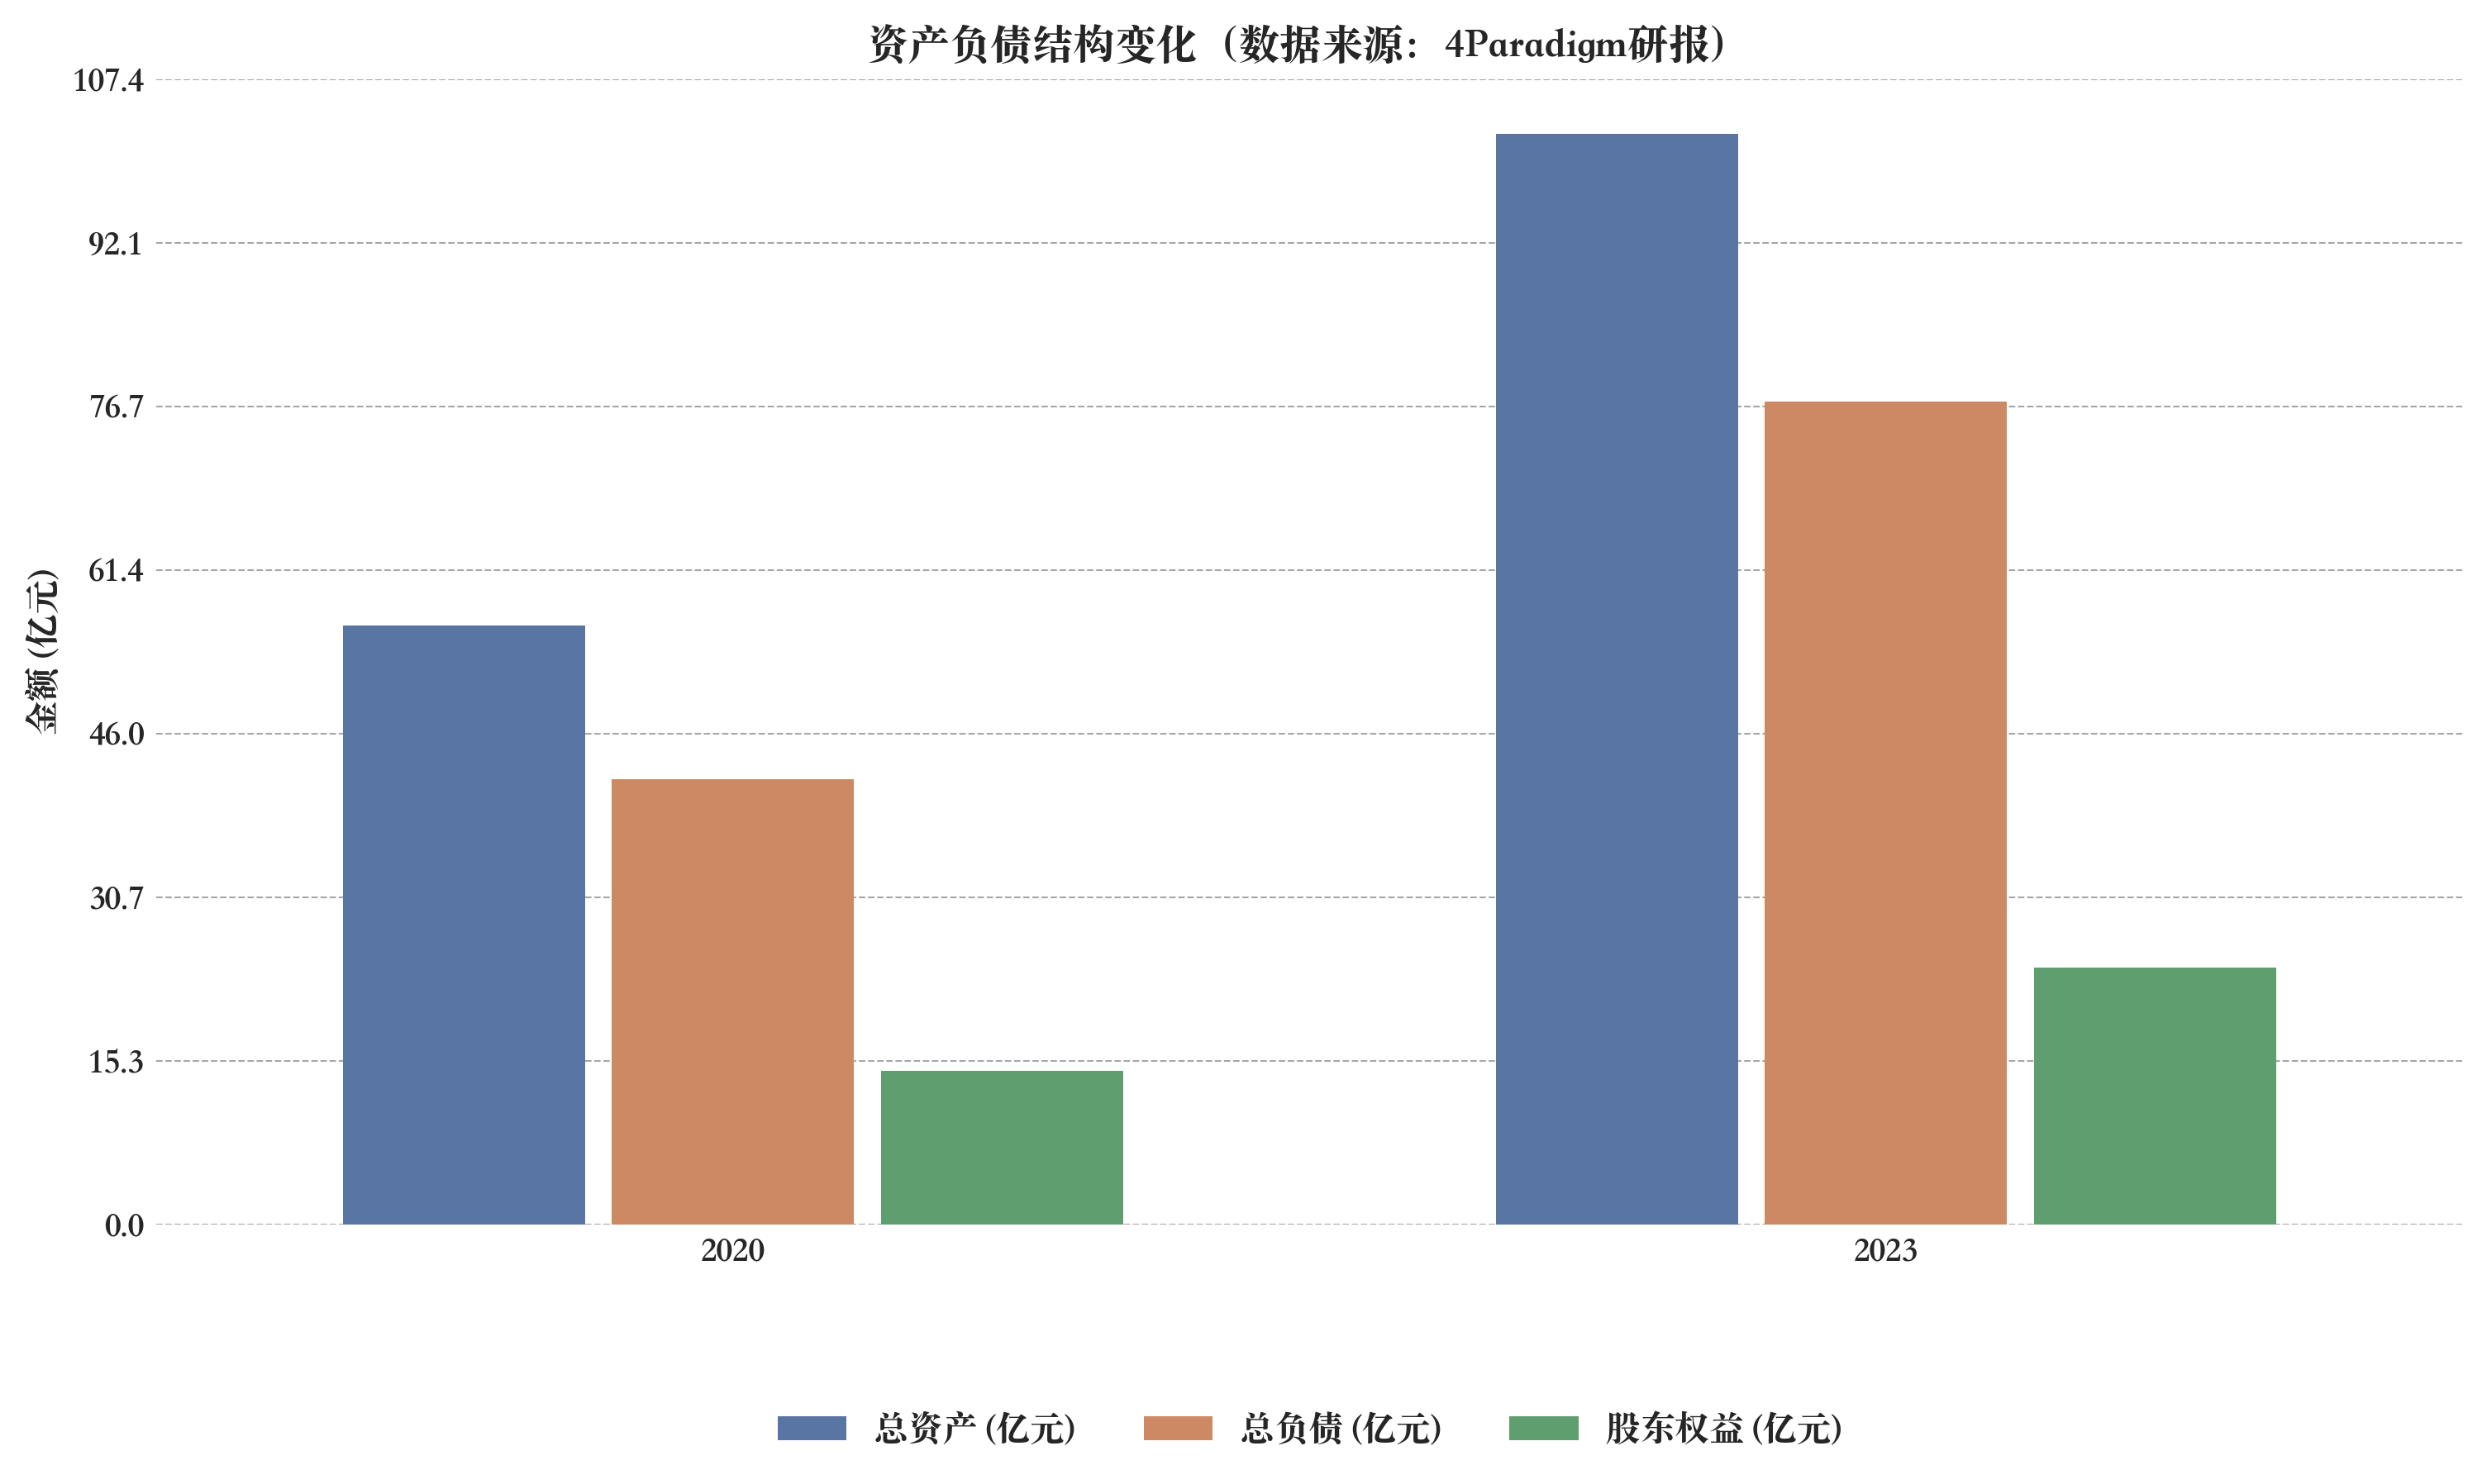 资产负债结构变化（数据来源：4Paradigm研报）
金额 (亿元)
107.4
92.1
76.7
61.4
46.0
30.7
15.3
0.0
2020
2023
总资产 (亿元)
总负债 (亿元)
股东权益 (亿元)